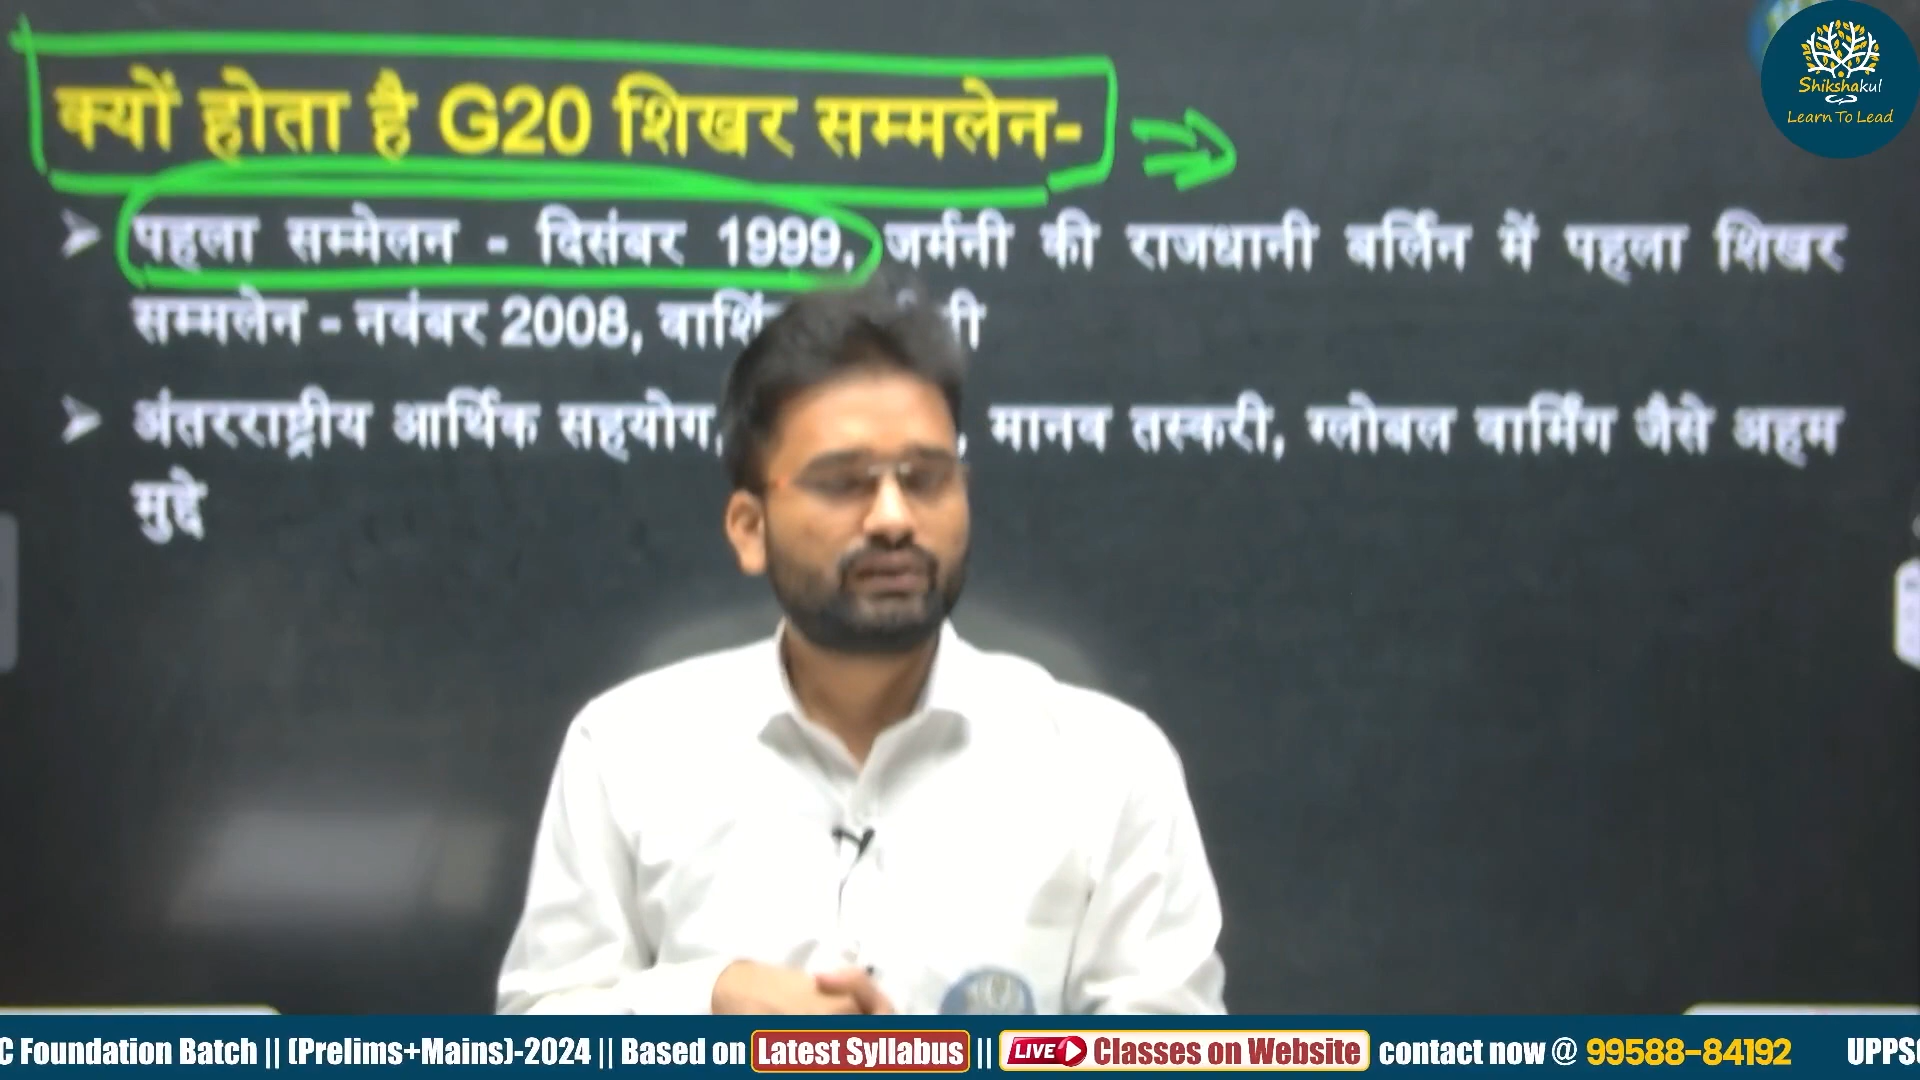 क्यों होता है G20 शिखर सम्मलेन-
Shikshakul
Learn To Lead
➤ पहला सम्मेलन - दिसंबर 1999, जर्मनी की राजधानी बर्लिन में पहला शिखर
सम्मलेन - नवंबर 2008,
➤ अंतरराष्ट्रीय आर्थिक सहयोग, मानव तस्करी, ग्लोबल वार्मिंग जैसे अहम
मुद्दे
C Foundation Batch || (Prelims+Mains)-2024 || Based on Latest Syllabus || LIVE Classes on Website contact now @ 99588-84192 UPPS